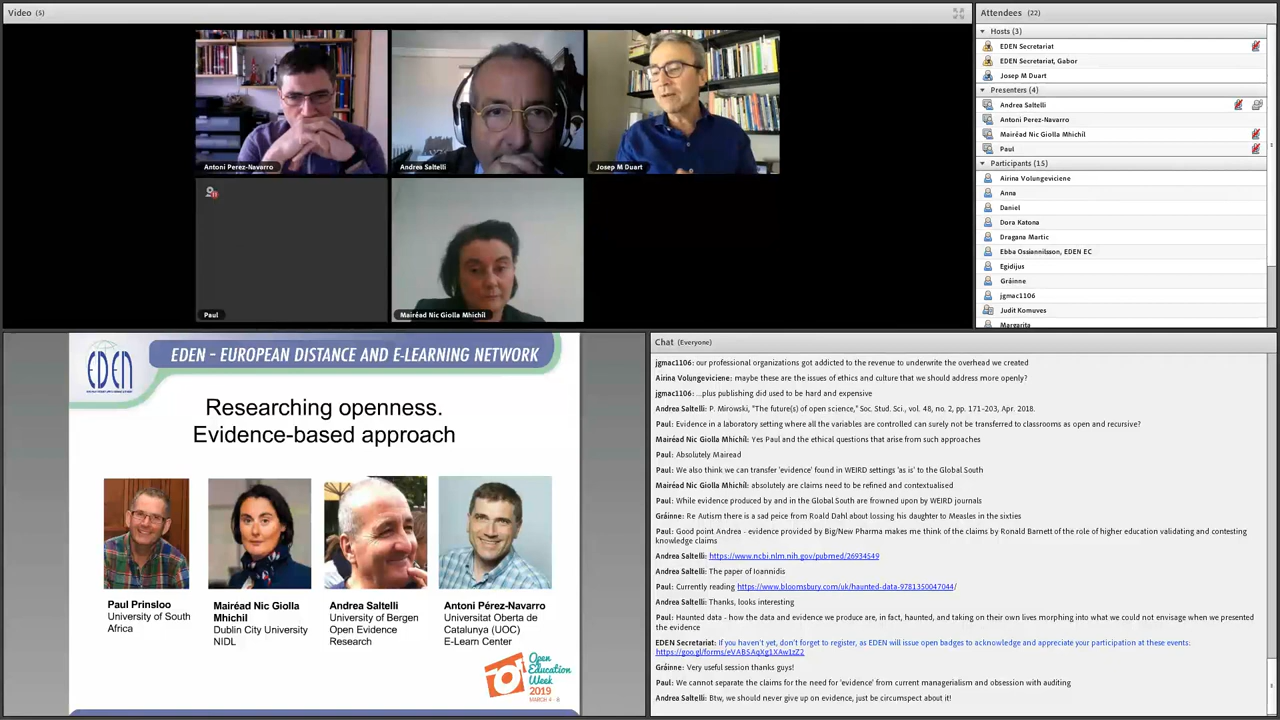 Video (5)
Antoni Perez-Navarro
Andrea Saltelli
Josep M Duart
Paul
Mairéad Nic Giolla Mhichíl
Attendees (22)
Hosts (3)
EDEN Secretariat
EDEN Secretariat, Gabor
Josep M Duart
Presenters (4)
Andrea Saltelli
Antoni Perez-Navarro
Mairéad Nic Giolla Mhichíl
Paul
Participants (15)
Airina Volungeviciene
Anna
Daniel
Dora Katona
Dragana Martic
Ebba Ossiannilsson, EDEN EC
Egidijus
Gráinne
jgmac1106
Judit Komuves
Margarita
EDEN
EDEN - EUROPEAN DISTANCE AND E-LEARNING NETWORK
Researching openness.
Evidence-based approach
Paul Prinsloo
University of South
Africa
Mairéad Nic Giolla
Mhichil
Dublin City University
NIDL
Andrea Saltelli
University of Bergen
Open Evidence
Research
Antoni Pérez-Navarro
Universitat Oberta de
Catalunya (UOC)
E-Learn Center
Open
Education
Week
2019
MARCH 4 - 8
Chat (Everyone)
jgmac1106: our professional organizations got addicted to the revenue to underwrite the overhead we created
Airina Volungeviciene: maybe these are the issues of ethics and culture that we should address more openly?
jgmac1106: ...plus publishing did used to be hard and expensive
Andrea Saltelli: P. Mirowski, "The future(s) of open science," Soc. Stud. Sci., vol. 48, no. 2, pp. 171-203, Apr. 2018.
Paul: Evidence in a laboratory setting where all the variables are controlled can surely not be transferred to classrooms as open and recursive?
Mairéad Nic Giolla Mhichíl: Yes Paul and the ethical questions that arise from such approaches
Paul: Absolutely Mairead
Paul: We also think we can transfer 'evidence' found in WEIRD settings 'as is' to the Global South
Mairéad Nic Giolla Mhichíl: absolutely are claims need to be refined and contextualised
Paul: While evidence produced by and in the Global South are frowned upon by WEIRD journals
Gráinne: Re Autism there is a sad peice from Roald Dahl about lossing his daughter to Measles in the sixties
Paul: Good point Andrea - evidence provided by Big/New Pharma makes me think of the claims by Ronald Barnett of the role of higher education validating and contesting
knowledge claims
Andrea Saltelli: https://www.ncbi.nlm.nih.gov/pubmed/26934549
Andrea Saltelli: The paper of Ioannidis
Paul: Currently reading https://www.bloomsbury.com/uk/haunted-data-9781350047044/
Andrea Saltelli: Thanks, looks interesting
Paul: Haunted data - how the data and evidence we produce are, in fact, haunted, and taking on their own lives morphing into what we could not envisage when we presented
the evidence
EDEN Secretariat: If you haven't yet, don't forget to register, as EDEN will issue open badges to acknowledge and appreciate your participation at these events:
https://goo.gl/forms/eVAB5AqXg1XAw1zZ2
Gráinne: Very useful session thanks guys!
Paul: We cannot separate the claims for the need for 'evidence' from current managerialism and obsession with auditing
Andrea Saltelli: Btw, we should never give up on evidence, just be circumspect about it!